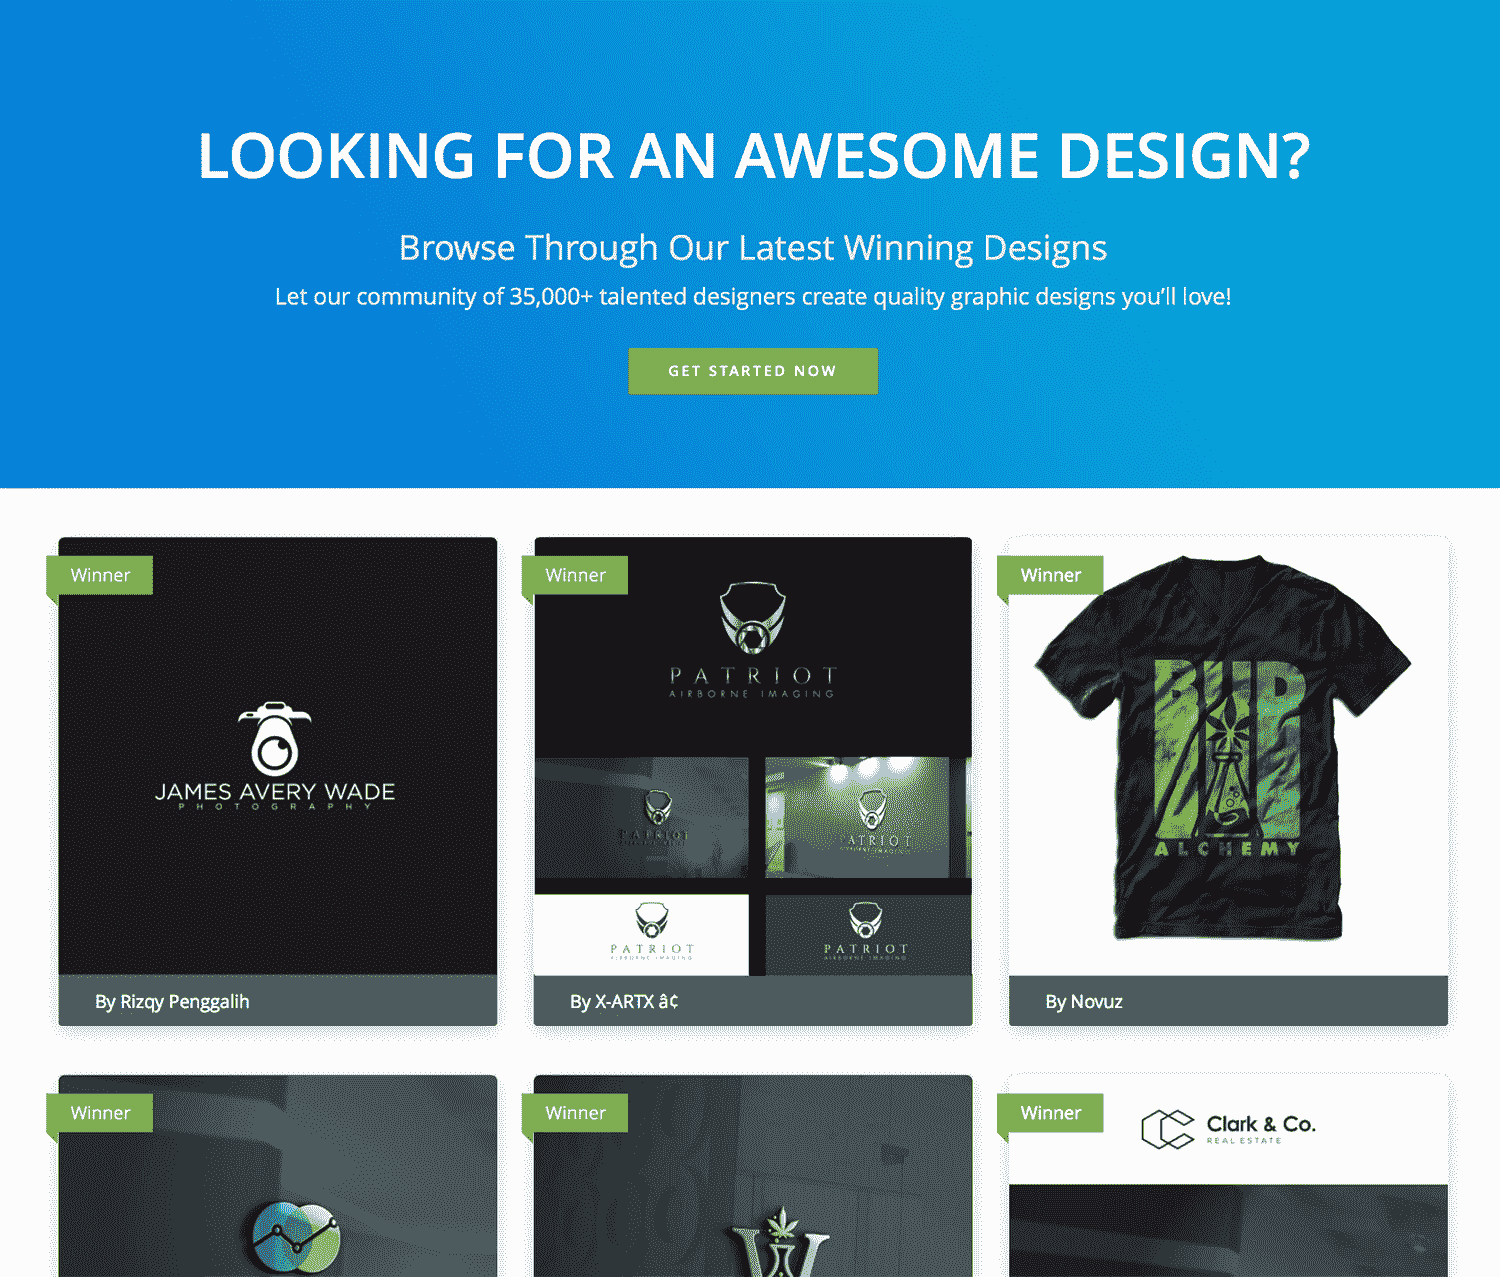 LOOKING FOR AN AWESOME DESIGN?
Browse Through Our Latest Winning Designs
Let our community of 35,000+ talented designers create quality graphic designs you’ll love!
GET STARTED NOW
Winner
JAMES AVERY WADE
PHOTOGRAPHY
By Rizqy Penggalih
Winner
PATRIOT
AIRBORNE IMAGING
PATRIOT
PATRIOT
AIRBORNE IMAGING
PATRIOT
AIRBORNE IMAGING
PATRIOT
AIRBORNE IMAGING
By X-ARTX â¢
Winner
BUD
ALCHEMY
By Novuz
Winner
Winner
W
Winner
Clark & Co.
REAL ESTATE